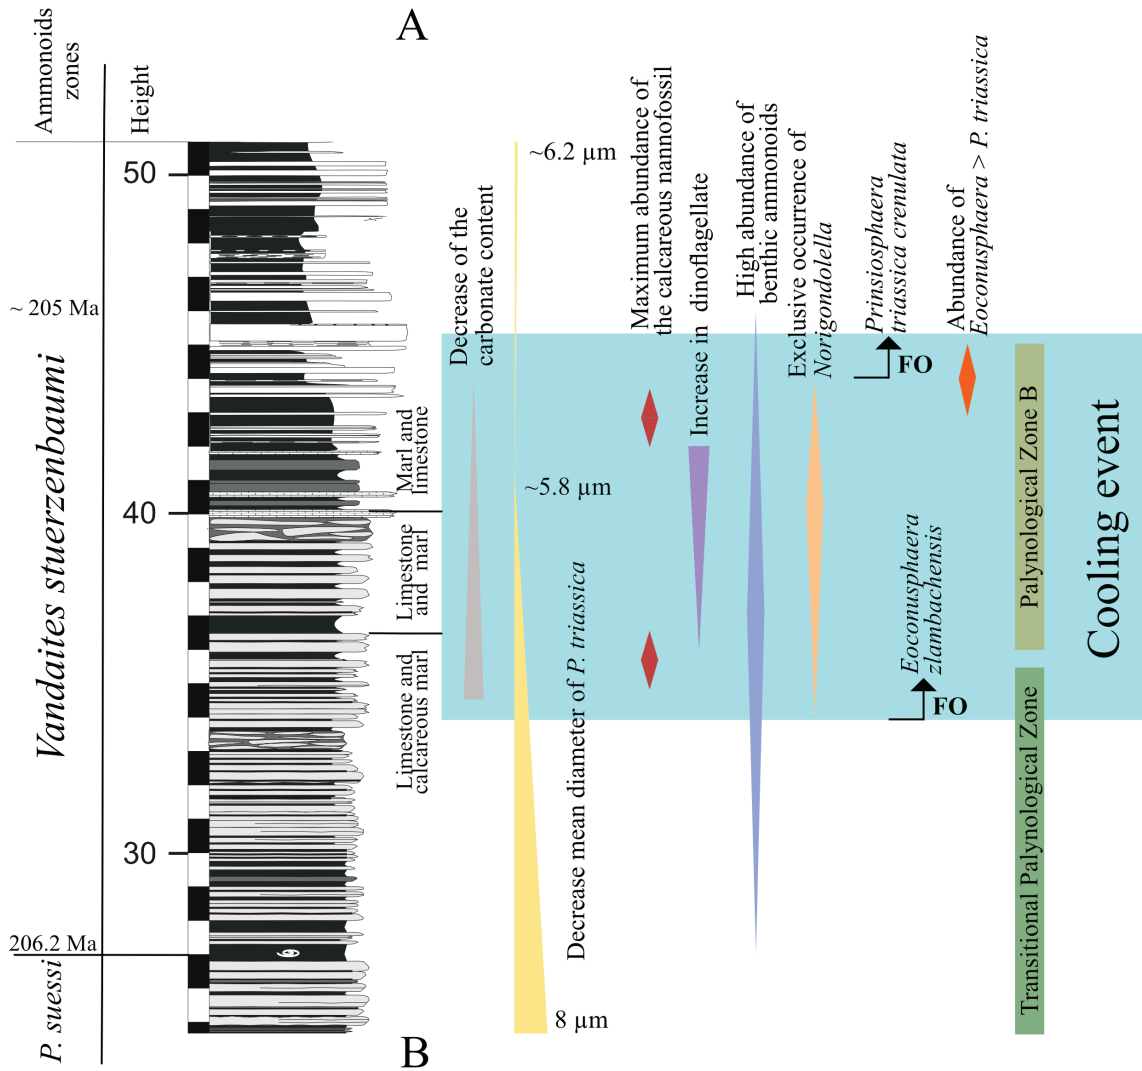 A
Ammonoids
zones
Height
50
40
30
~ 205 Ma
206.2 Ma
Vandaites stuerzenbaumi
P. suessi
Marl and
limestone
Limestone
and marl
Limestone and
calcareous marl
Decrease of the
carbonate content
~6.2 µm
~5.8 µm
8 µm
Decrease mean diameter of P. triassica
Maximum abundance of
the calcareous nannofossil
Increase in dinoflagellate
High abundance of
benthic ammonoids
Exclusive occurrence of
Norigondolella
Prinsiosphaera
triassica crenulata
FO
Eoconusphaera
zlambachensis
FO
Abundance of
Eoconusphaera > P. triassica
Palynological Zone B
Transitional Palynological Zone
Cooling event
B